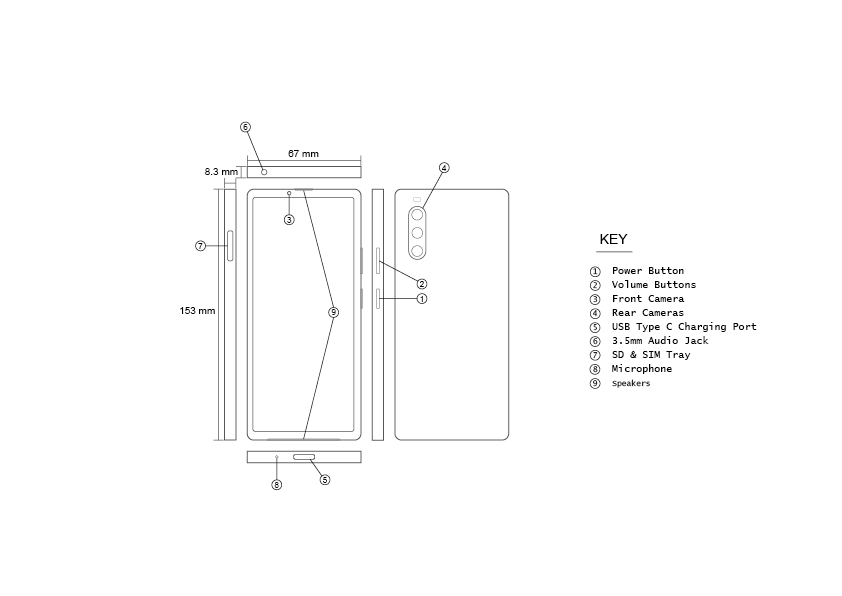 6
67 mm
4
8.3 mm
3
7
2
1
153 mm
9
8
5
KEY
1 Power Button
2 Volume Buttons
3 Front Camera
4 Rear Cameras
5 USB Type C Charging Port
6 3.5mm Audio Jack
7 SD & SIM Tray
8 Microphone
9 Speakers